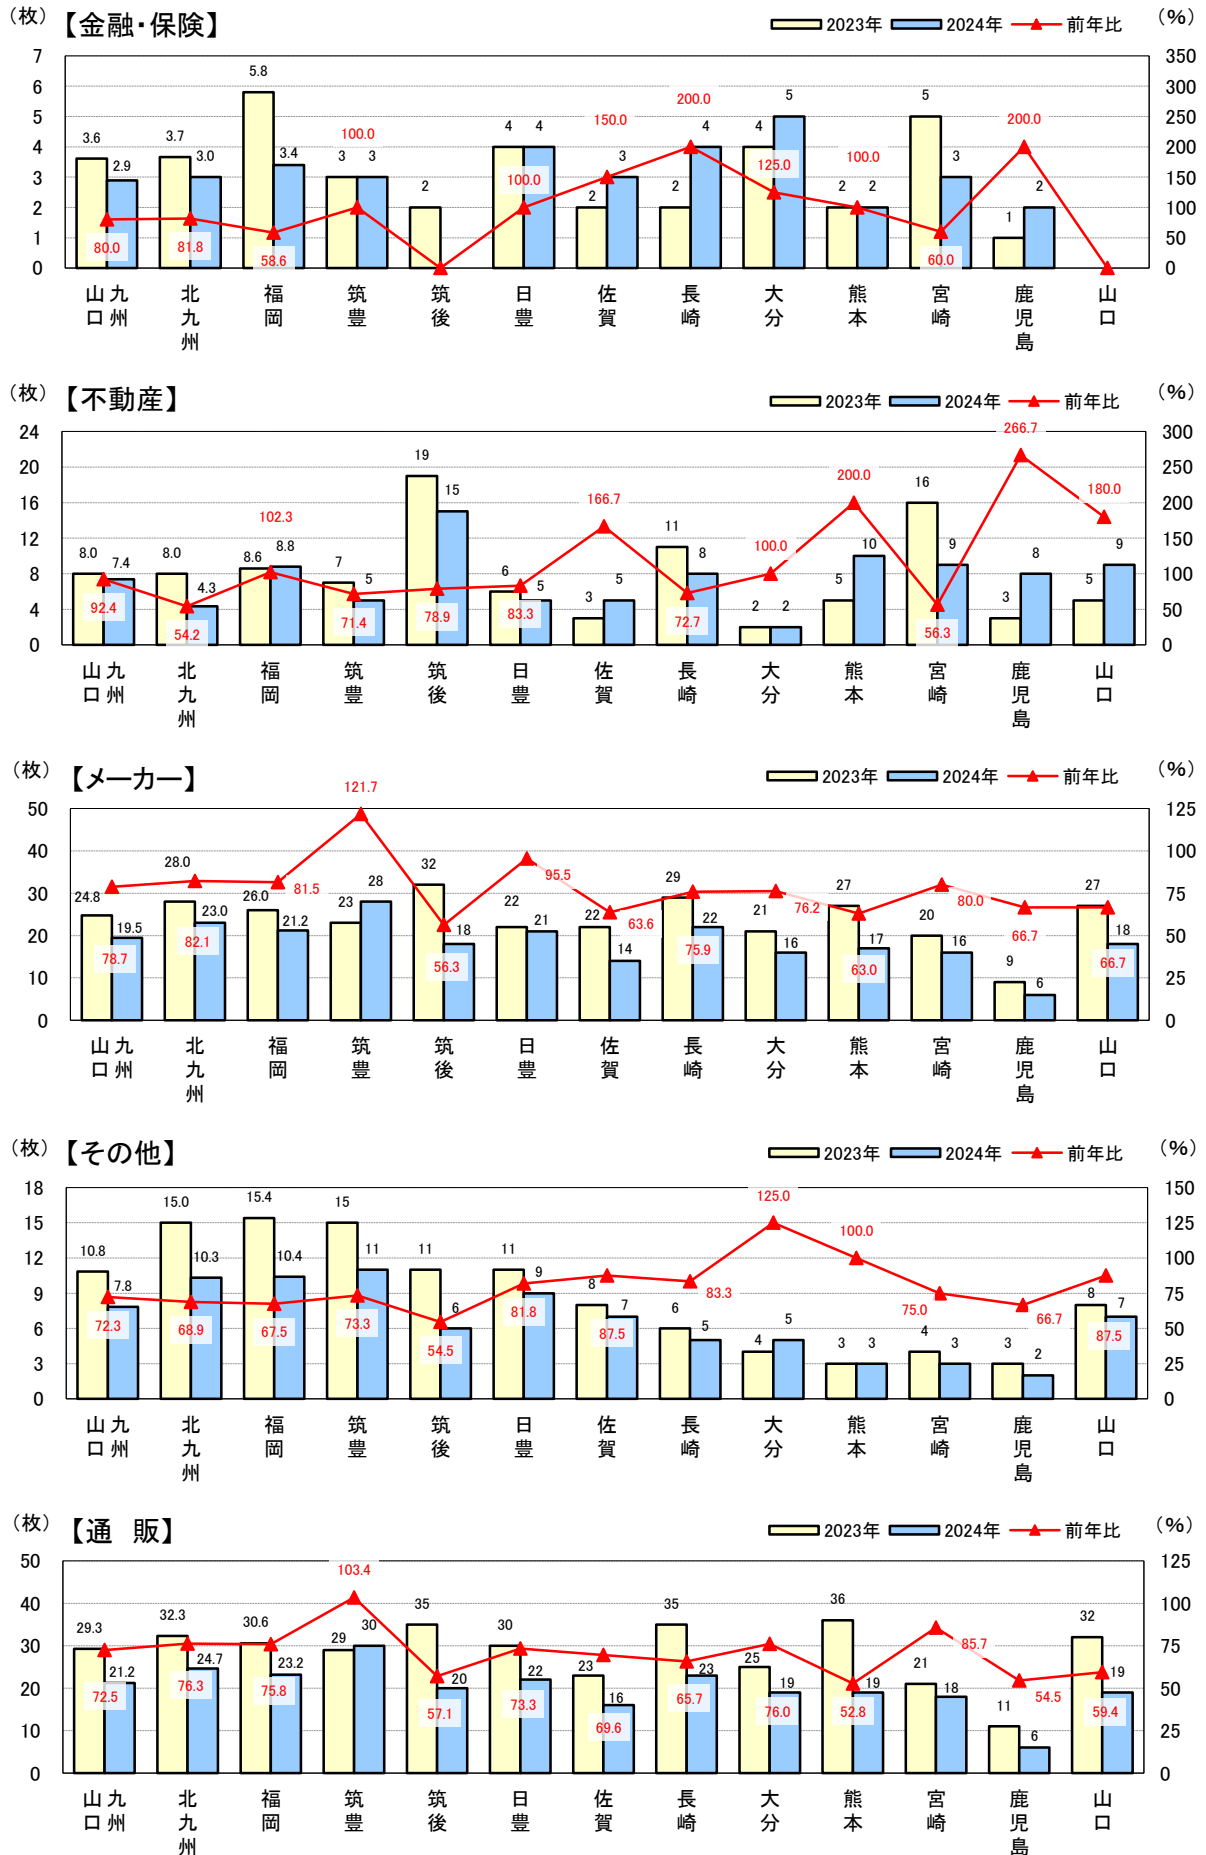 (枚) 【金融・保険】 2023年 2024年 前年比 (%)
7 350
6 300
5 250
4 200
3 150
2 100
1 50
0 0
3.6 3.7 5.8 3 2 4 2 2 4 2 5 1
2.9 3.0 3.4 3 4 3 4 5 2 3 2
80.0 81.8 58.6 100.0 100.0 150.0 200.0 125.0 100.0 60.0 200.0
山口 九州 北九州 福岡 筑豊 筑後 日豊 佐賀 長崎 大分 熊本 宮崎 鹿児島 山口
(枚) 【不動産】 2023年 2024年 前年比 (%)
24 300
20 250
16 200
12 150
8 100
4 50
0 0
8.0 8.0 8.6 7 19 6 3 11 2 5 16 3 5
7.4 4.3 8.8 5 15 5 5 8 2 10 9 8 9
92.4 54.2 102.3 71.4 78.9 83.3 166.7 72.7 100.0 200.0 56.3 266.7 180.0
山口 九州 北九州 福岡 筑豊 筑後 日豊 佐賀 長崎 大分 熊本 宮崎 鹿児島 山口
(枚) 【メーカー】 2023年 2024年 前年比 (%)
50 125
40 100
30 75
20 50
10 25
0 0
24.8 28.0 26.0 23 32 22 22 29 21 27 20 9 27
19.5 23.0 21.2 28 18 21 14 22 16 17 16 6 18
78.7 82.1 81.5 121.7 56.3 95.5 63.6 75.9 76.2 63.0 80.0 66.7 66.7
山口 九州 北九州 福岡 筑豊 筑後 日豊 佐賀 長崎 大分 熊本 宮崎 鹿児島 山口
(枚) 【その他】 2023年 2024年 前年比 (%)
18 150
15 125
12 100
9 75
6 50
3 25
0 0
10.8 15.0 15.4 15 11 11 8 6 4 3 4 3 8
7.8 10.3 10.4 11 6 9 7 5 5 3 3 2 7
72.3 68.9 67.5 73.3 54.5 81.8 87.5 83.3 125.0 100.0 75.0 66.7 87.5
山口 九州 北九州 福岡 筑豊 筑後 日豊 佐賀 長崎 大分 熊本 宮崎 鹿児島 山口
(枚) 【通 販】 2023年 2024年 前年比 (%)
50 125
40 100
30 75
20 50
10 25
0 0
29.3 32.3 30.6 29 35 30 23 35 25 36 21 11 32
21.2 24.7 23.2 30 20 22 16 23 19 19 18 6 19
72.5 76.3 75.8 103.4 57.1 73.3 69.6 65.7 76.0 52.8 85.7 54.5 59.4
山口 九州 北九州 福岡 筑豊 筑後 日豊 佐賀 長崎 大分 熊本 宮崎 鹿児島 山口